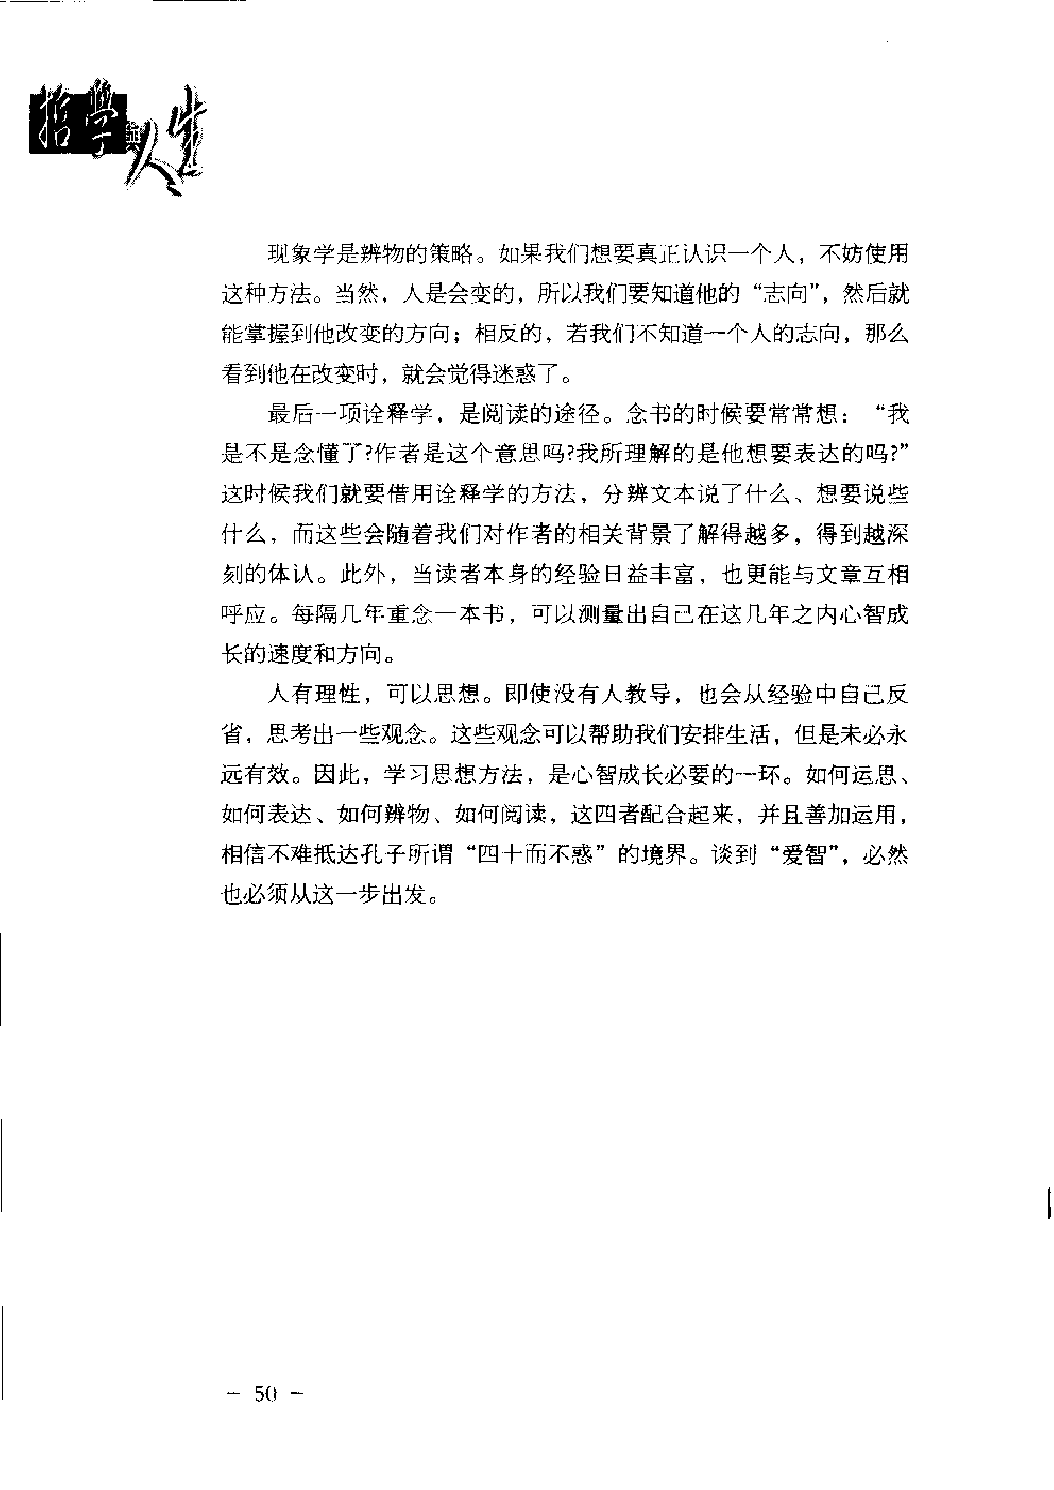 哲學與人生
现象学是辨物的策略。如果我们想要真正认识一个人，不妨使用
这种方法。当然，人是会变的，所以我们要知道他的“志向”，然后就
能掌握到他改变的方向；相反的，若我们不知道一个人的志向，那么
看到他在改变时，就会觉得迷惑了。
最后一项诠释学，是阅读的途径。念书的时候要常常想：“我
是不是念懂了?作者是这个意思吗?我所理解的是他想要表达的吗?”
这时候我们就要借用诠释学的方法，分辨文本说了什么、想要说些
什么，而这些会随着我们对作者的相关背景了解得越多，得到越深
刻的体认。此外，当读者本身的经验日益丰富，也更能与文章互相
呼应。每隔几年重念一本书，可以测量出自己在这几年之内心智成
长的速度和方向。
人有理性，可以思想。即使没有人教导，也会从经验中自己反
省，思考出一些观念。这些观念可以帮助我们安排生活，但是未必永
远有效。因此，学习思想方法，是心智成长必要的一环。如何运思、
如何表达、如何辨物、如何阅读，这四者配合起来，并且善加运用，
相信不难抵达孔子所谓“四十而不惑”的境界。谈到“爱智”，必然
也必须从这一步出发。
- 50 -